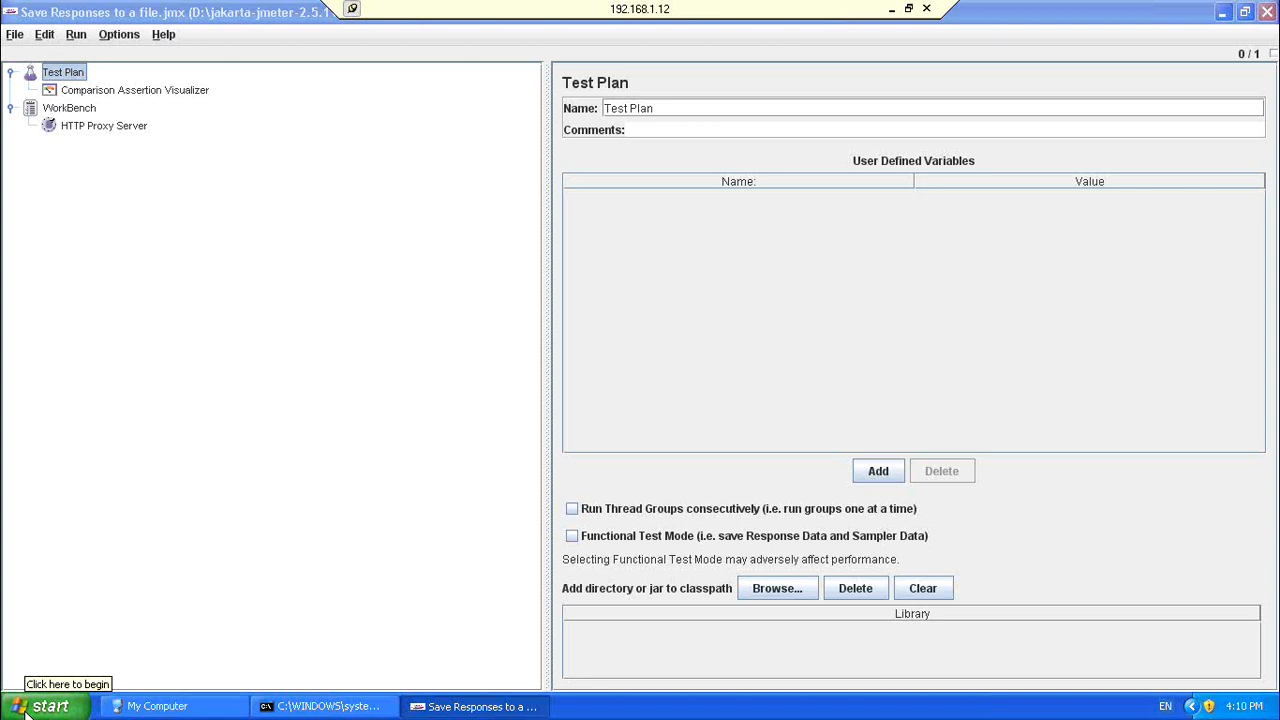 Save Responses to a file.jmx (D:\jakarta-jmeter-2.5.1
192.168.1.12
File Edit Run Options Help
0 / 1
Test Plan
Comparison Assertion Visualizer
WorkBench
HTTP Proxy Server
Test Plan
Name: Test Plan
Comments:
User Defined Variables
Name: Value
Add Delete
Run Thread Groups consecutively (i.e. run groups one at a time)
Functional Test Mode (i.e. save Response Data and Sampler Data)
Selecting Functional Test Mode may adversely affect performance.
Add directory or jar to classpath Browse... Delete Clear
Library
Click here to begin
start My Computer C:\WINDOWS\syste... Save Responses to a ... EN 4:10 PM